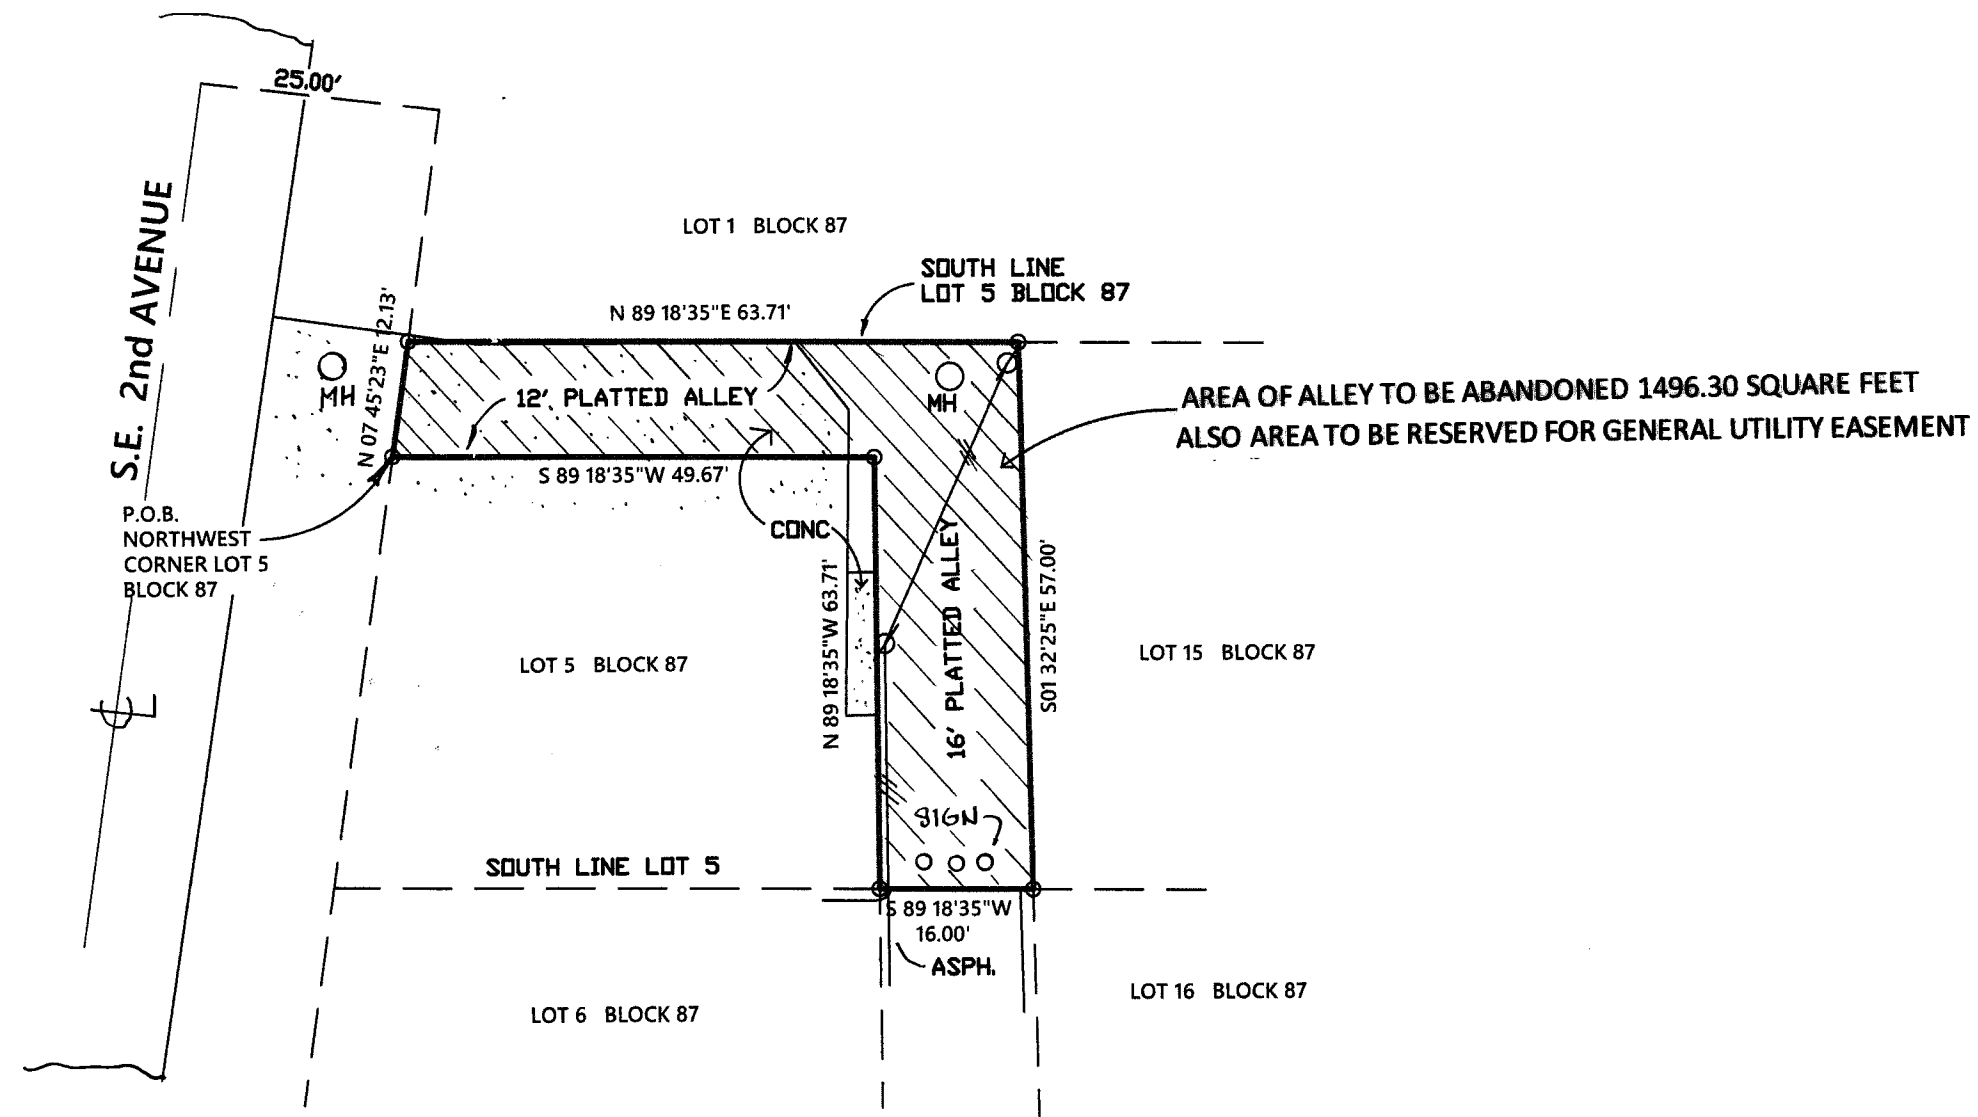 25.00'
S.E. 2nd AVENUE
LOT 1 BLOCK 87
SOUTH LINE
LOT 5 BLOCK 87
N 89 18'35"E 63.71'
N 07 45'23"E 12.13'
MH
12' PLATTED ALLEY
MH
AREA OF ALLEY TO BE ABANDONED 1496.30 SQUARE FEET
ALSO AREA TO BE RESERVED FOR GENERAL UTILITY EASEMENT
S 89 18'35"W 49.67'
P.O.B.
NORTHWEST
CORNER LOT 5
BLOCK 87
CONC
N 89 18'35"W 63.71'
16' PLATTED ALLEY
S01 32'25"E 57.00'
LOT 5 BLOCK 87
LOT 15 BLOCK 87
SIGN
SOUTH LINE LOT 5
S 89 18'35"W
16.00'
ASPH.
LOT 6 BLOCK 87
LOT 16 BLOCK 87